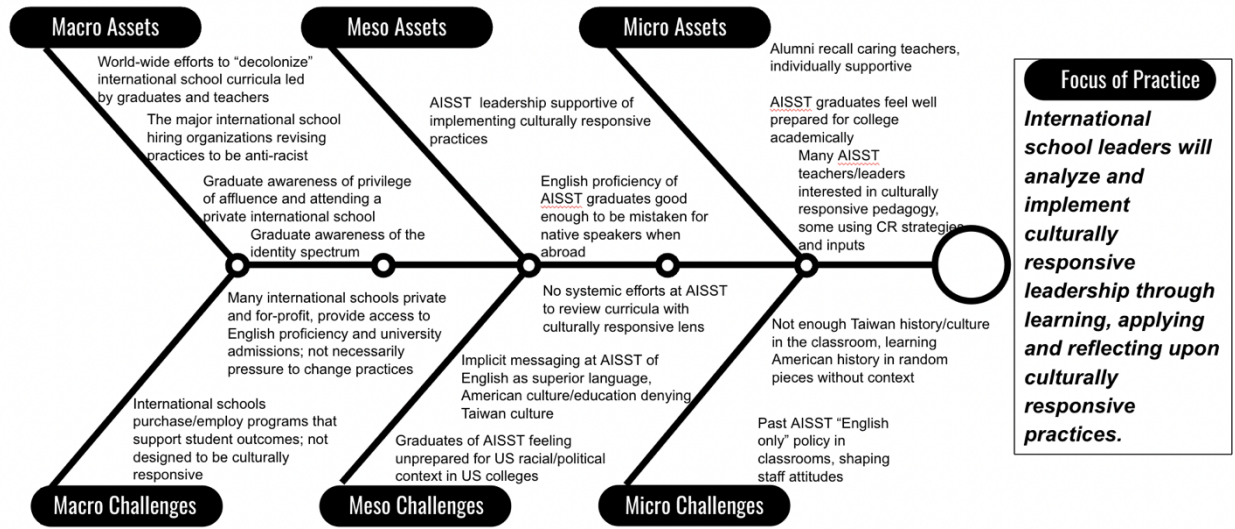 Macro Assets
World-wide efforts to “decolonize”
international school curricula led
by graduates and teachers
The major international school
hiring organizations revising
practices to be anti-racist
Graduate awareness of privilege
of affluence and attending a
private international school
Graduate awareness of the
identity spectrum
Meso Assets
AISST leadership supportive of
implementing culturally responsive
practices
English proficiency of
AISST graduates good
enough to be mistaken for
native speakers when
abroad
Micro Assets
Alumni recall caring teachers,
individually supportive
AISST graduates feel well
prepared for college
academically
Many AISST
teachers/leaders
interested in culturally
responsive pedagogy,
some using CR strategies
and inputs
Many international schools private
and for-profit, provide access to
English proficiency and university
admissions; not necessarily
pressure to change practices
International schools
purchase/employ programs that
support student outcomes; not
designed to be culturally
responsive
Macro Challenges
No systemic efforts at AISST
to review curricula with
culturally responsive lens
Implicit messaging at AISST of
English as superior language,
American culture/education denying
Taiwan culture
Graduates of AISST feeling
unprepared for US racial/political
context in US colleges
Meso Challenges
Not enough Taiwan history/culture
in the classroom, learning
American history in random
pieces without context
Past AISST “English
only” policy in
classrooms, shaping
staff attitudes
Micro Challenges
Focus of Practice
International
school leaders will
analyze and
implement
culturally
responsive
leadership through
learning, applying
and reflecting upon
culturally
responsive
practices.